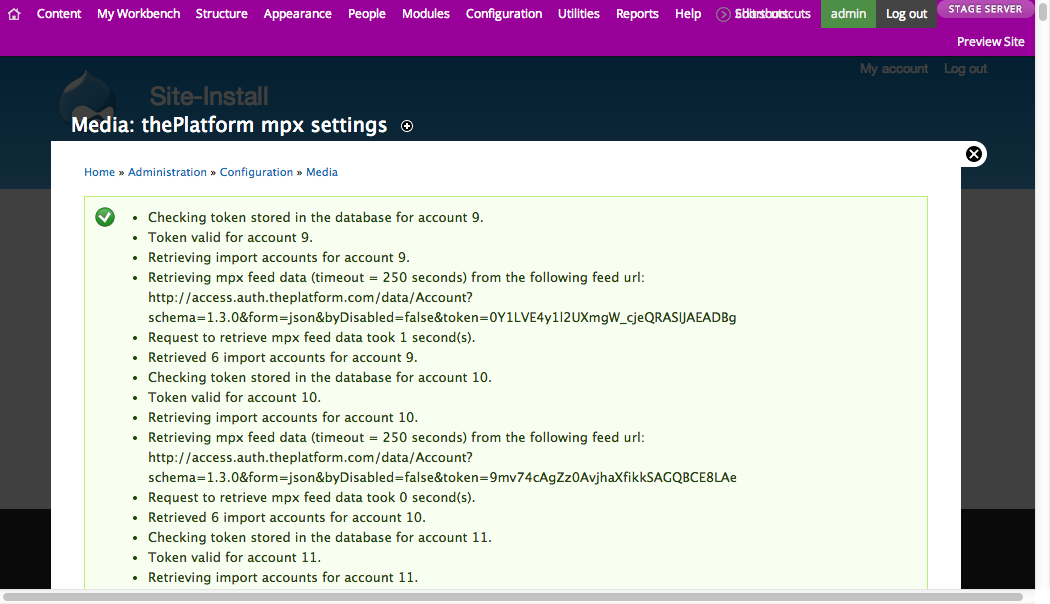 Content My Workbench Structure Appearance People Modules Configuration Utilities Reports Help admin Log out STAGE SERVER
Preview Site
My account Log out
Site-Install
Media: thePlatform mpx settings
Home » Administration » Configuration » Media
• Checking token stored in the database for account 9.
• Token valid for account 9.
• Retrieving import accounts for account 9.
• Retrieving mpx feed data (timeout = 250 seconds) from the following feed url:
http://access.auth.theplatform.com/data/Account?
schema=1.3.0&form=json&byDisabled=false&token=0Y1LVE4y1l2UXmgW_cjeQRASlJAEADBg
• Request to retrieve mpx feed data took 1 second(s).
• Retrieved 6 import accounts for account 9.
• Checking token stored in the database for account 10.
• Token valid for account 10.
• Retrieving import accounts for account 10.
• Retrieving mpx feed data (timeout = 250 seconds) from the following feed url:
http://access.auth.theplatform.com/data/Account?
schema=1.3.0&form=json&byDisabled=false&token=9mv74cAgZz0AvjhaXfikkSAGQBCE8LAe
• Request to retrieve mpx feed data took 0 second(s).
• Retrieved 6 import accounts for account 10.
• Checking token stored in the database for account 11.
• Token valid for account 11.
• Retrieving import accounts for account 11.